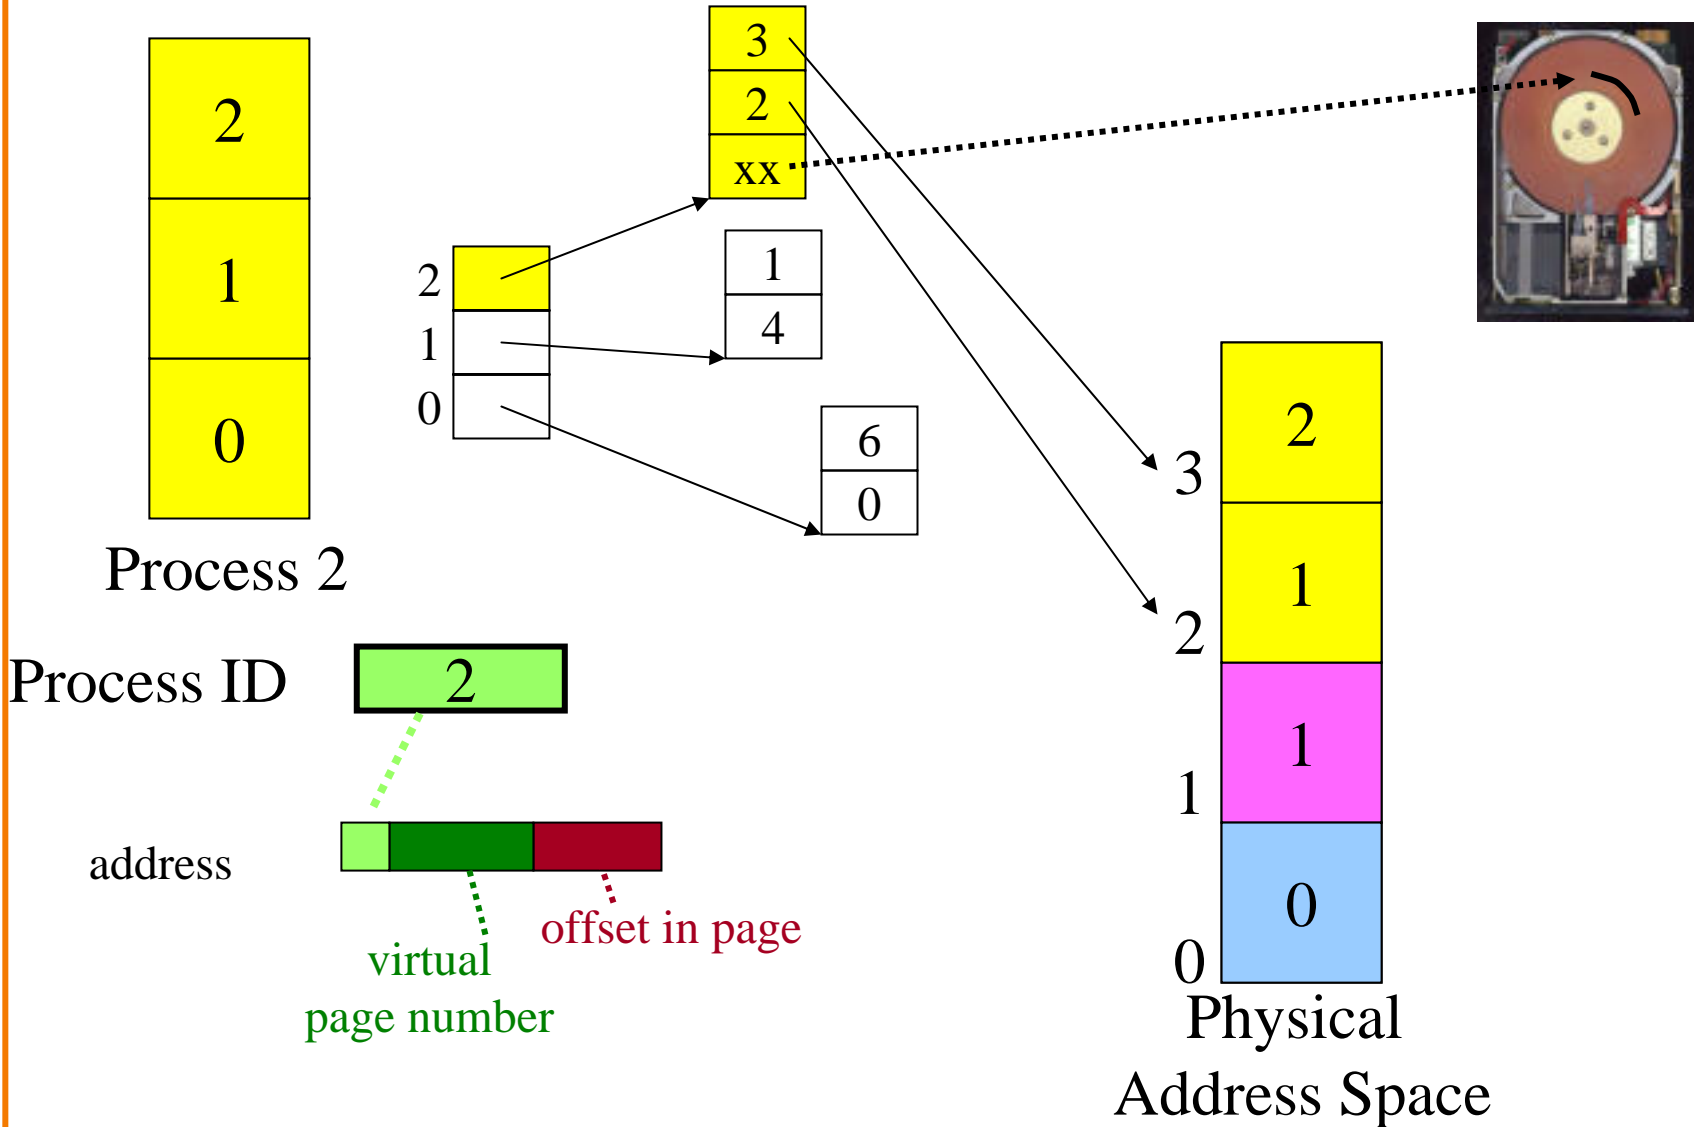 2
1
0
Process 2
3
2
xx
2
1
0
1
4
6
0
Process ID
2
address
virtual
page number
offset in page
3
2
1
0
2
1
1
0
Physical
Address Space